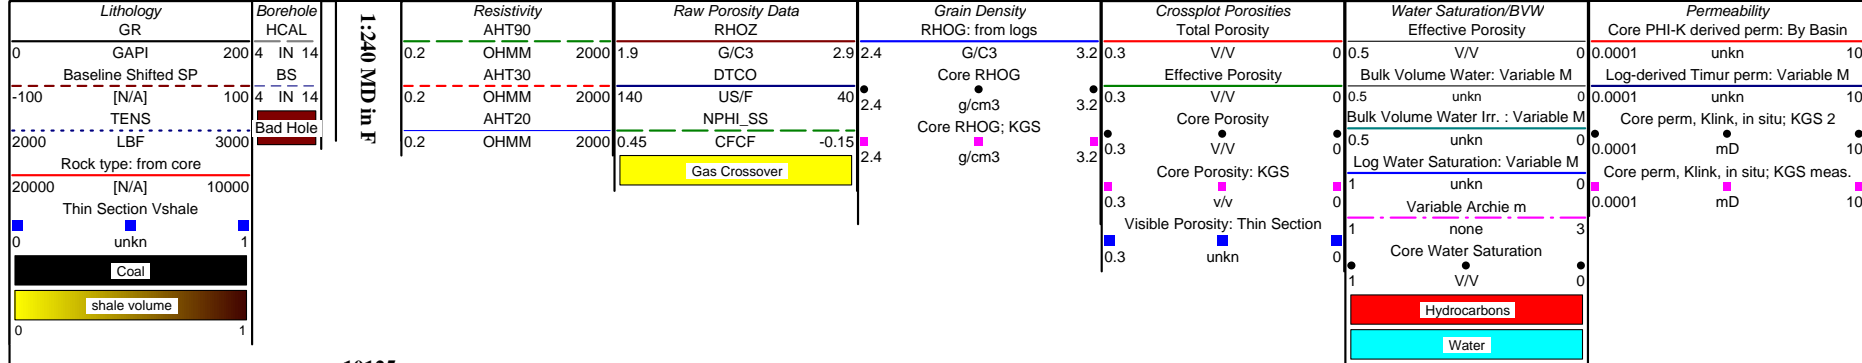 Lithology
GR
0 GAPI 200
Baseline Shifted SP
-100 [N/A] 100
TENS
2000 LBF 3000
Rock type: from core
20000 [N/A] 10000
Thin Section Vshale
0 unkn 1
Coal
shale volume
0 1
Borehole
HCAL
4 IN 14
BS
4 IN 14
Bad Hole
1:240 MD in F
Resistivity
AHT90
0.2 OHMM 2000
AHT30
0.2 OHMM 2000
AHT20
0.2 OHMM 2000
Raw Porosity Data
RHOZ
1.9 G/C3 2.9
DTCO
140 US/F 40
NPHI_SS
0.45 CFCF -0.15
Gas Crossover
Grain Density
RHOG: from logs
2.4 G/C3 3.2
Core RHOG
2.4 g/cm3 3.2
Core RHOG; KGS
2.4 g/cm3 3.2
Crossplot Porosities
Total Porosity
0.3 V/V 0
Effective Porosity
0.3 V/V 0
Core Porosity
0.3 V/V 0
Core Porosity: KGS
0.3 v/v 0
Visible Porosity: Thin Section
0.3 unkn 0
Water Saturation/BVW
Effective Porosity
0.5 V/V 0
Bulk Volume Water: Variable M
0.5 unkn 0
Bulk Volume Water Irr. : Variable M
0.5 unkn 0
Log Water Saturation: Variable M
1 unkn 0
Variable Archie m
1 none 3
Core Water Saturation
1 V/V 0
Hydrocarbons
Water
Permeability
Core PHI-K derived perm: By Basin
0.0001 unkn 10
Log-derived Timur perm: Variable M
0.0001 unkn 10
Core perm, Klink, in situ; KGS 2
0.0001 mD 10
Core perm, Klink, in situ; KGS meas.
0.0001 mD 10